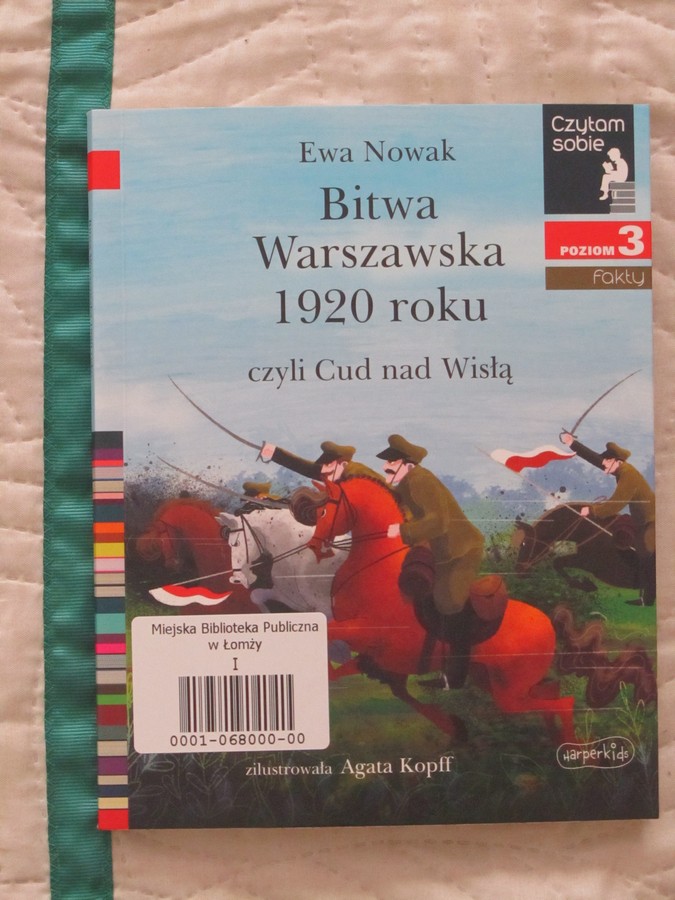 Czytam
sobie
POZIOM 3
fakty
Ewa Nowak
Bitwa
Warszawska
1920 roku
czyli Cud nad Wisłą
Miejska Biblioteka Publiczna
w Łomży
I
0001-068000-00
zilustrowała Agata Kopff
HarperKids